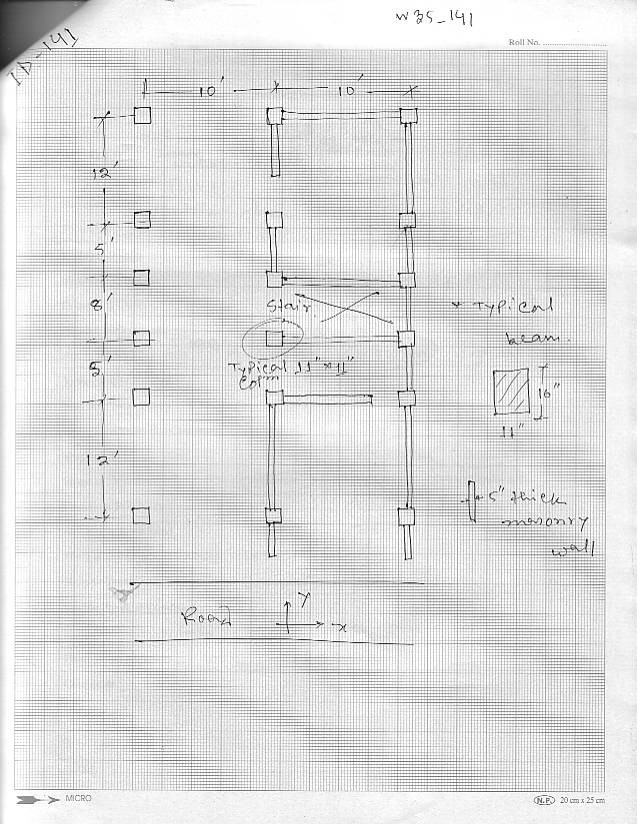 W35_141
ID-141
Roll No.
10'
10'
12'
5'
8'
5'
12'
Stair.
Typical 11"x11"
Colm
* Typical
beam.
16"
11"
5" thick
masonry
wall
Road
Y
x
MICRO
N.P. 20 cm x 25 cm